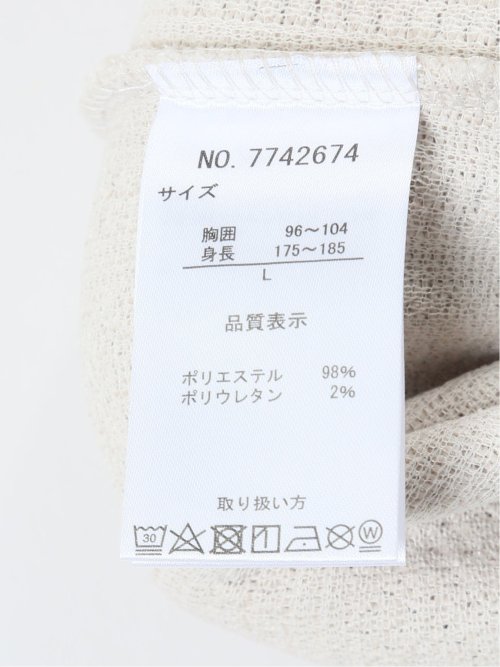 NO. 7742674
サイズ
胸囲 96～104
身長 175～185
L
品質表示
ポリエステル 98%
ポリウレタン 2%
取り扱い方
30 W